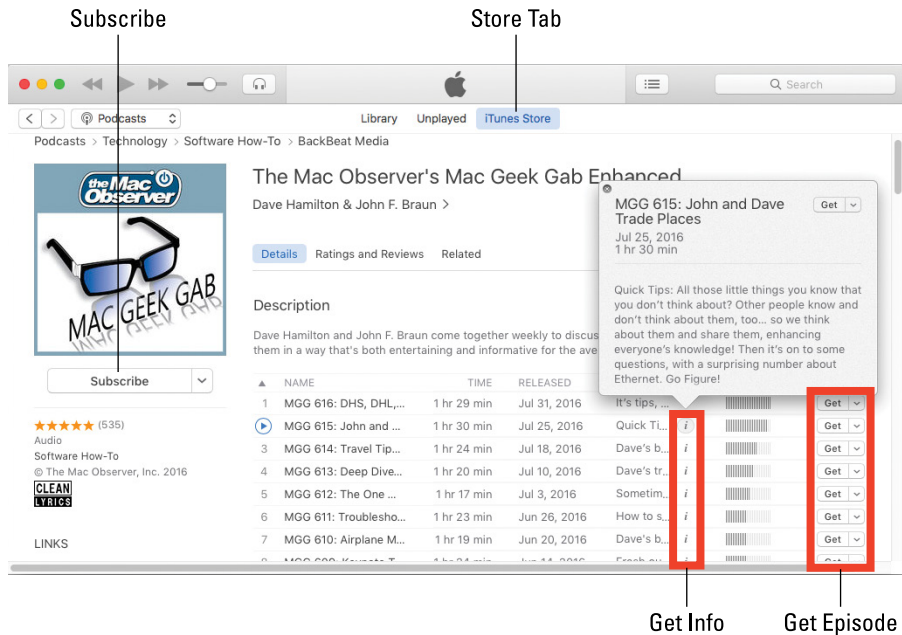 Subscribe
Store Tab
Search
Podcasts
Library Unplayed iTunes Store
Podcasts > Technology > Software How-To > BackBeat Media
the Mac Observer
MAC GEEK GAB
The Mac Observer's Mac Geek Gab Enhanced
Dave Hamilton & John F. Braun >
Details Ratings and Reviews Related
Description
Dave Hamilton and John F. Braun come together weekly to discus
them in a way that's both entertaining and informative for the ave
MGG 615: John and Dave
Trade Places
Get
Jul 25, 2016
1 hr 30 min
Quick Tips: All those little things you know that
you don't think about? Other people know and
don't think about them, too... so we think
about them and share them, enhancing
everyone's knowledge! Then it's on to some
questions, with a surprising number about
Ethernet. Go Figure!
Subscribe
★★★★★ (535)
Audio
Software How-To
© The Mac Observer, Inc. 2016
CLEAN
LYRICS
LINKS
▲ NAME TIME RELEASED
1 MGG 616: DHS, DHL,... 1 hr 29 min Jul 31, 2016 It's tips, ... Get
MGG 615: John and ... 1 hr 30 min Jul 25, 2016 Quick Ti... i Get
3 MGG 614: Travel Tip... 1 hr 24 min Jul 18, 2016 Dave's b... i Get
4 MGG 613: Deep Dive... 1 hr 20 min Jul 10, 2016 Dave's tr... i Get
5 MGG 612: The One ... 1 hr 17 min Jul 3, 2016 Sometim... i Get
6 MGG 611: Troublesho... 1 hr 23 min Jun 26, 2016 How to s... i Get
7 MGG 610: Airplane M... 1 hr 19 min Jun 20, 2016 Dave's b... i Get
Get Info
Get Episode